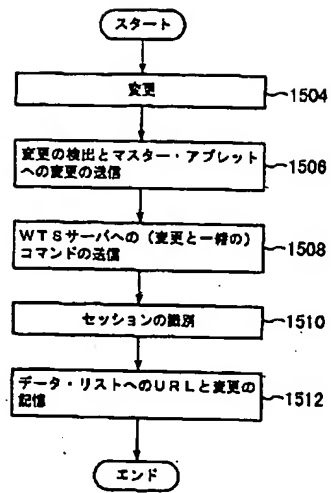 スタート
変更
1504
変更の検出とマスター・アプレット
への変更の送信
1506
WTSサーバへの(変更と一緒の)
コマンドの送信
1508
セッションの識別
1510
データ・リストへのURLと変更の
記憶
1512
エンド